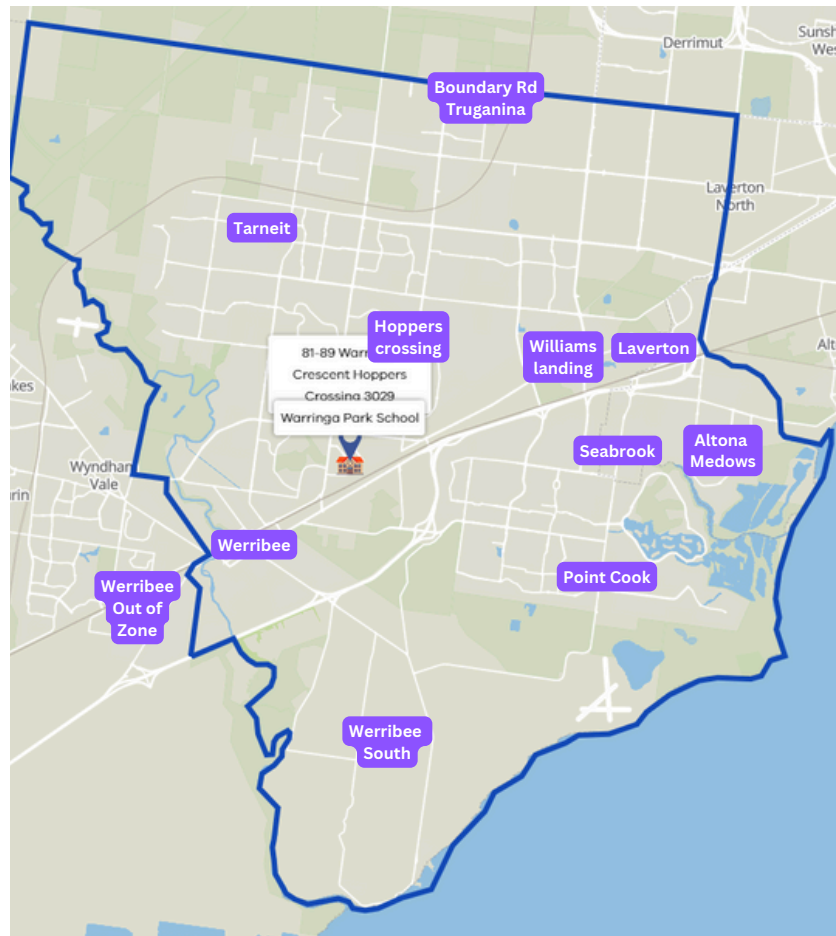 Derrimut
Sunsh
Wes
Boundary Rd
Truganina
Laverton
North
Tarneit
Hoppers
crossing
81-89 Warr
Crescent Hoppers
Crossing 3029
Warringa Park School
Williams
landing
Laverton
Alt
kes
Seabrook
Altona
Medows
Wyndham
Vale
rin
Werribee
Werribee
Out of
Zone
Point Cook
Werribee
South